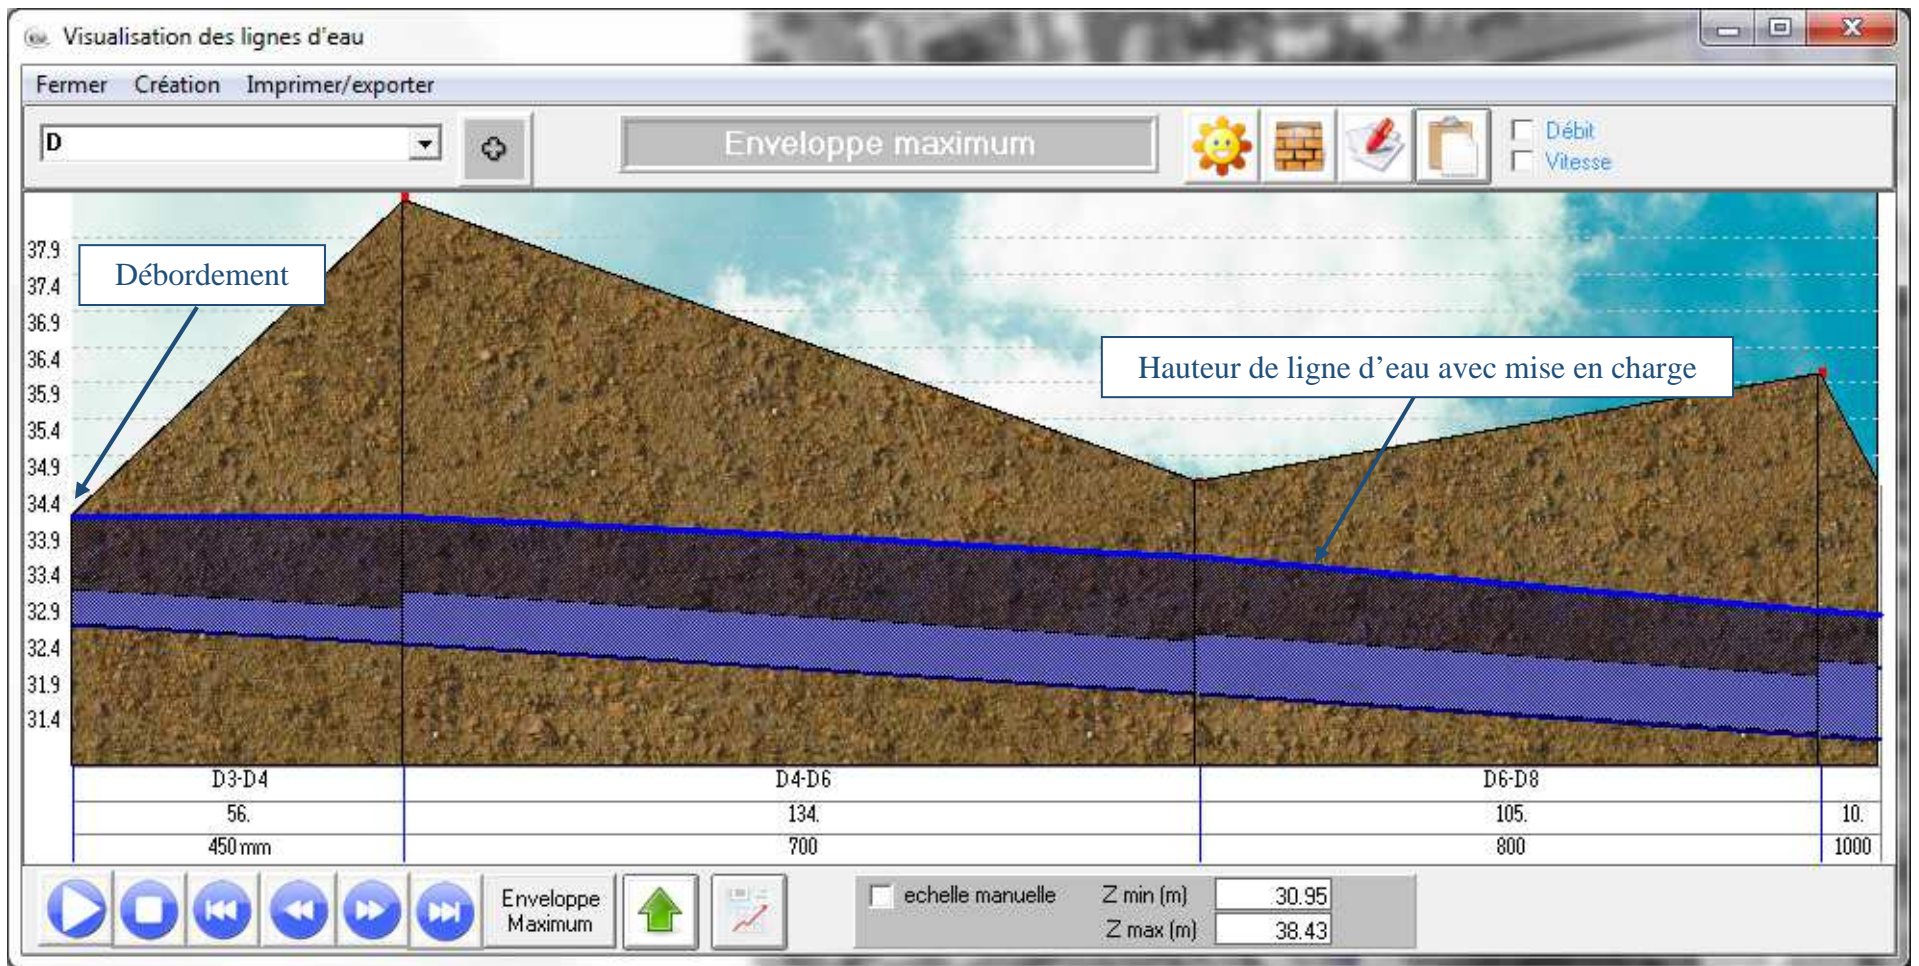 Visualisation des lignes d'eau
Fermer Création Imprimer/exporter
D
Enveloppe maximum
Débit
Vitesse
37.9
37.4
36.9
36.4
35.9
35.4
34.9
34.4
33.9
33.4
32.9
32.4
31.9
31.4
Débordement
Hauteur de ligne d'eau avec mise en charge
D3-D4 D4-D6 D6-D8
56. 134. 105. 10.
450 mm 700 800 1000
Enveloppe
Maximum
echelle manuelle
Z min (m) 30.95
Z max (m) 38.43